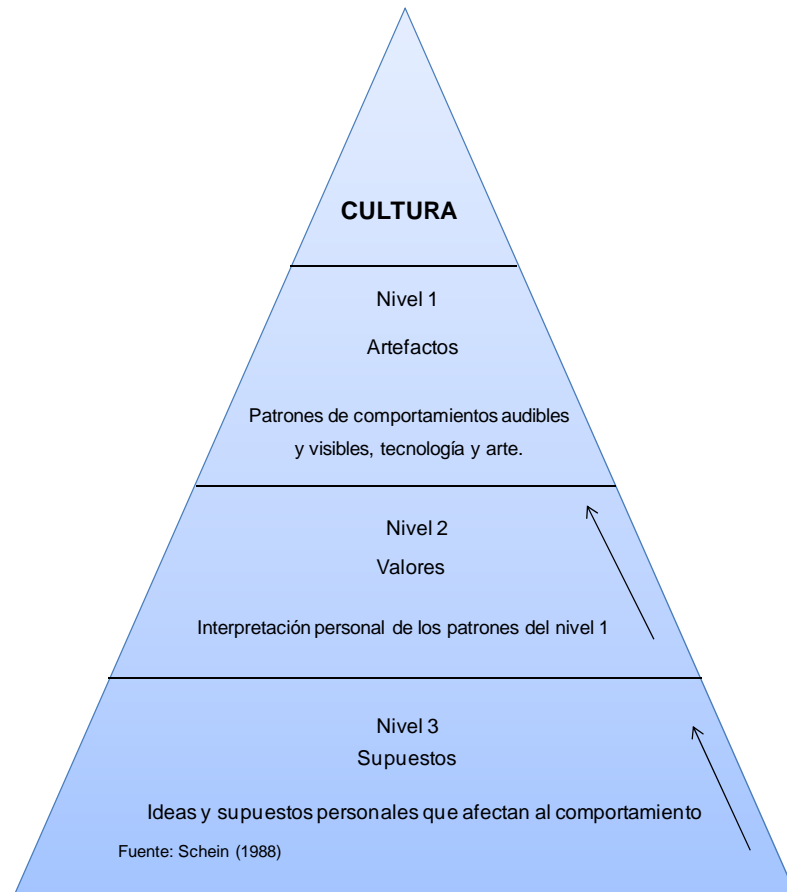 CULTURA
Nivel 1
Artefactos
Patrones de comportamientos audibles
y visibles, tecnología y arte.
Nivel 2
Valores
Interpretación personal de los patrones del nivel 1
Nivel 3
Supuestos
Ideas y supuestos personales que afectan al comportamiento
Fuente: Schein (1988)